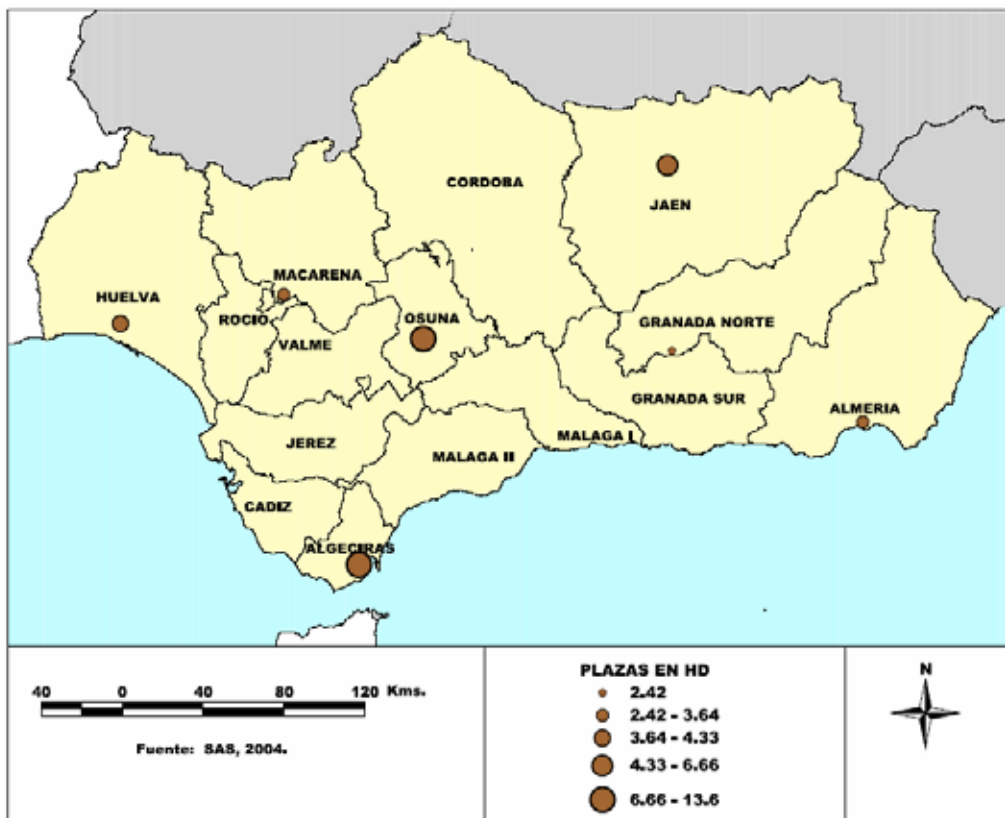 CORDOBA
JAEN
MACARENA
HUELVA
ROCIO
OSUNA
GRANADA NORTE
VALME
GRANADA SUR
ALMERIA
JEREZ
MALAGA I
MALAGA II
CADIZ
ALGECIRAS
40 0 40 80 120 Kms.
Fuente: SAS, 2004.
PLAZAS EN HD
2.42
2.42 - 3.64
3.64 - 4.33
4.33 - 6.66
6.66 - 13.6
N